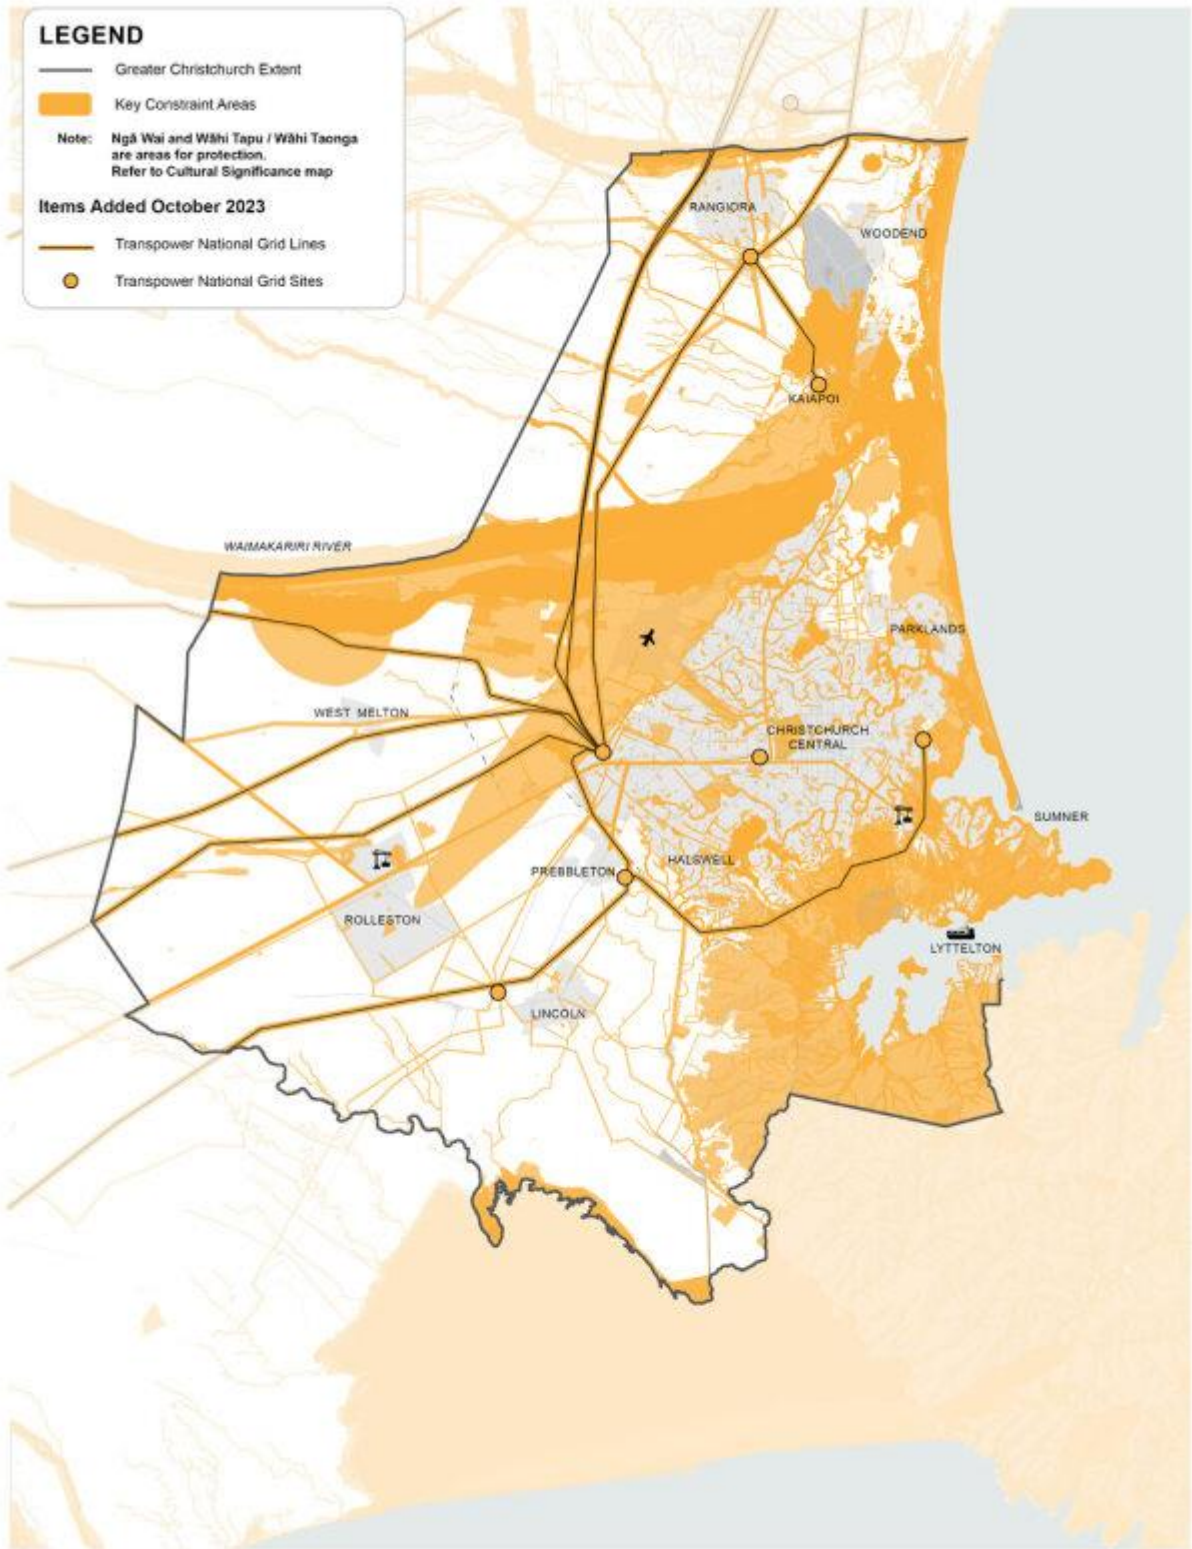 LEGEND
Greater Christchurch Extent
Key Constraint Areas
Note: Ngā Wai and Wāhi Tapu / Wāhi Taonga
are areas for protection.
Refer to Cultural Significance map
Items Added October 2023
Transpower National Grid Lines
Transpower National Grid Sites
RANGIORA
WOODEND
KAIAPOI
WAIMAKARIRI RIVER
PARKLANDS
WEST MELTON
CHRISTCHURCH
CENTRAL
SUMNER
HALSWELL
PREBBLETON
ROLLESTON
LYTTELTON
LINCOLN